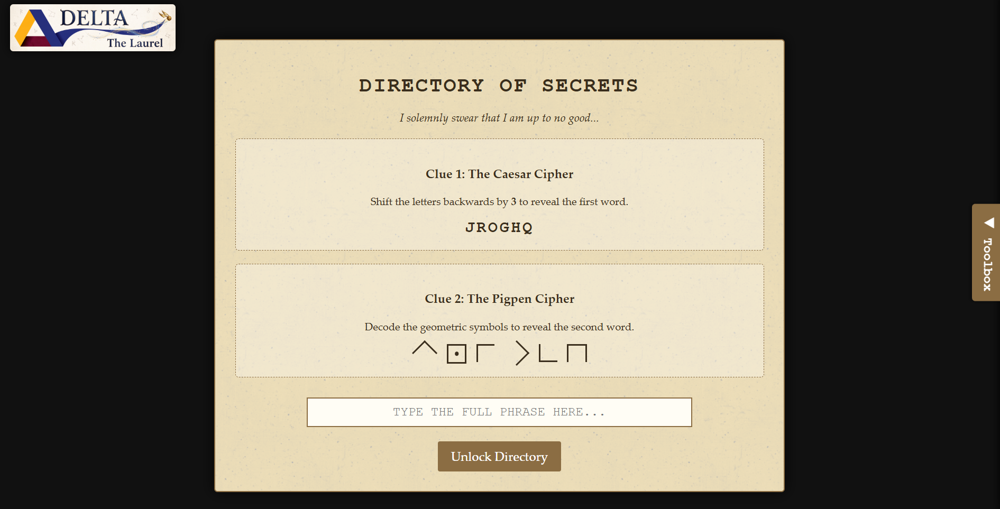 DELTA
The Laurel
DIRECTORY OF SECRETS
I solemnly swear that I am up to no good...
Clue 1: The Caesar Cipher
Shift the letters backwards by 3 to reveal the first word.
JROGHQ
Clue 2: The Pigpen Cipher
Decode the geometric symbols to reveal the second word.
TYPE THE FULL PHRASE HERE...
Unlock Directory
◀ Toolbox